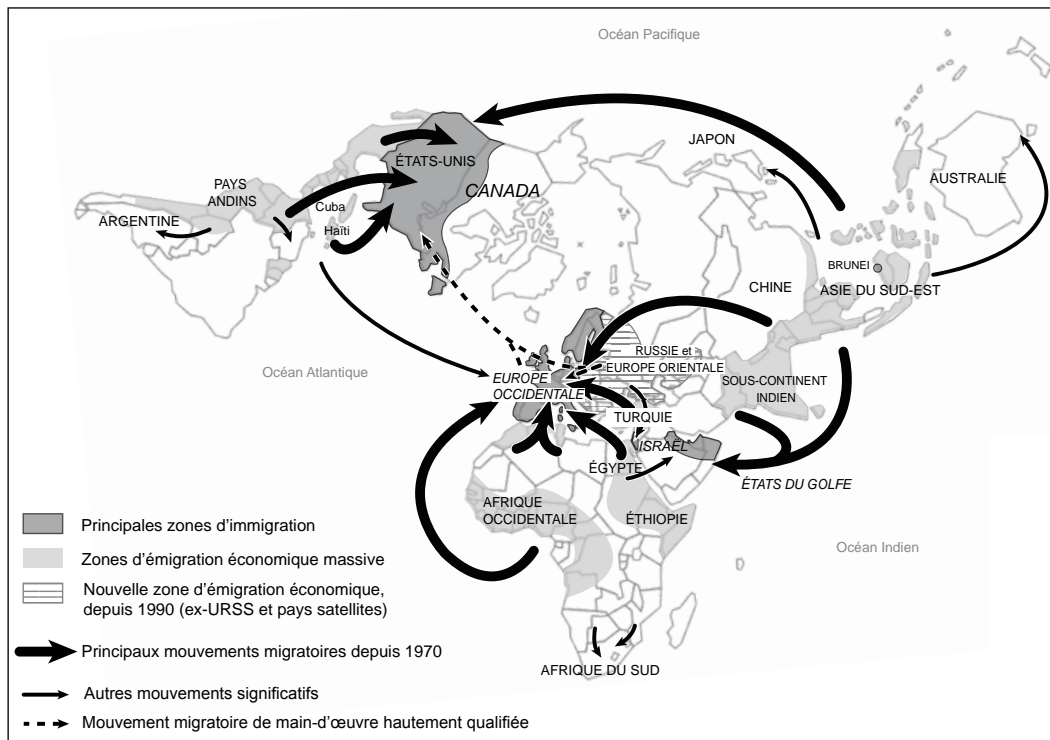 Océan Pacifique
JAPON
ÉTATS-UNIS
CANADA
AUSTRALIE
PAYS
ANDINS
Cuba
ARGENTINE
Haïti
BRUNEI
CHINE
ASIE DU SUD-EST
RUSSIE et
EUROPE ORIENTALE
Océan Atlantique
EUROPE
OCCIDENTALE
SOUS-CONTINENT
INDIEN
TURQUIE
ISRAËL
ÉGYPTE
ÉTATS DU GOLFE
AFRIQUE
OCCIDENTALE
ÉTHIOPIE
Océan Indien
AFRIQUE DU SUD
Principales zones d'immigration
Zones d'émigration économique massive
Nouvelle zone d'émigration économique,
depuis 1990 (ex-URSS et pays satellites)
Principaux mouvements migratoires depuis 1970
Autres mouvements significatifs
Mouvement migratoire de main-d'œuvre hautement qualifiée